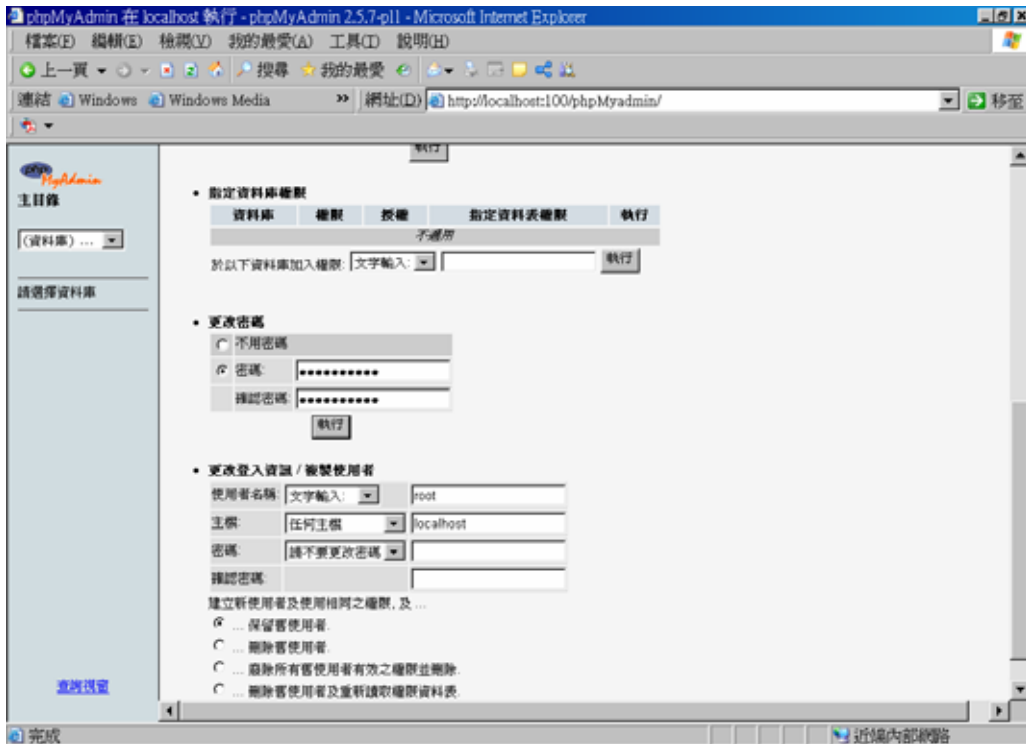 phpMyAdmin 在 localhost 執行 - phpMyAdmin 2.5.7-pl1 - Microsoft Internet Explorer
檔案(F) 編輯(E) 檢視(V) 我的最愛(A) 工具(T) 說明(H)
上一頁 搜尋 我的最愛
連結 Windows Windows Media » 網址(D) http://localhost:100/phpMyadmin/ 移至
php
MyAdmin
主目錄
(資料庫) ...
請選擇資料庫
查詢視窗
執行
• 指定資料庫權限
資料庫 權限 授權 指定資料表權限 執行
不適用
於以下資料庫加入權限: 文字輸入: 執行
• 更改密碼
不用密碼
密碼: ••••••••••
確認密碼: ••••••••••
執行
• 更改登入資訊 / 複製使用者
使用者名稱: 文字輸入: root
主機: 任何主機 localhost
密碼: 請不要更改密碼
確認密碼:
建立新使用者及使用相同之權限, 及 ...
... 保留舊使用者.
... 刪除舊使用者.
... 廢除所有舊使用者有效之權限並刪除.
... 刪除舊使用者及重新讀取權限資料表.
完成 近端內部網路